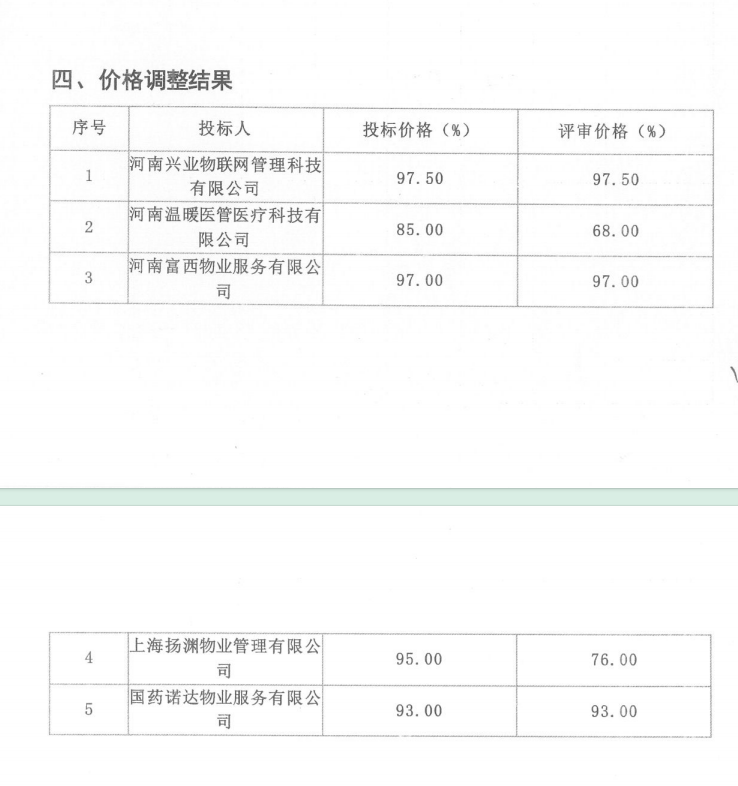 四、价格调整结果
序号 投标人 投标价格（%） 评审价格（%）
1 河南兴业物联网管理科技 97.50 97.50
有限公司
2 河南温暖医管医疗科技有 85.00 68.00
限公司
3 河南富西物业服务有限公 97.00 97.00
司
4 上海扬渊物业管理有限公 95.00 76.00
司
5 国药诺达物业服务有限公 93.00 93.00
司